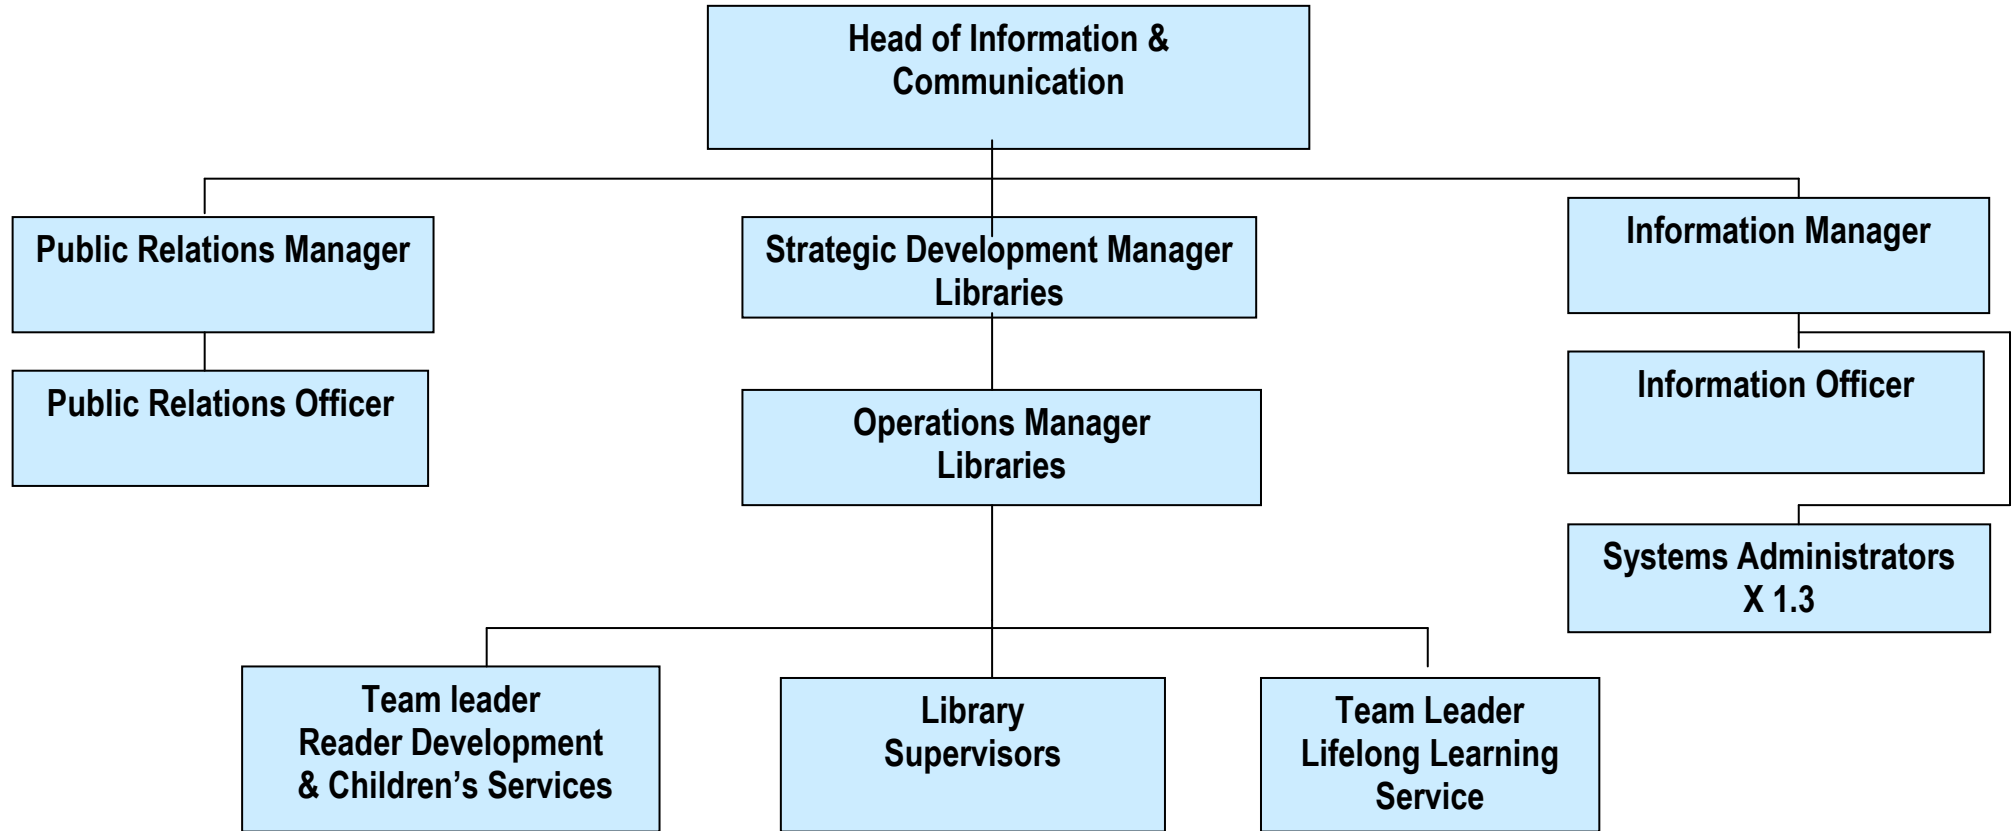 Head of Information &
Communication
Public Relations Manager
Strategic Development Manager
Libraries
Information Manager
Public Relations Officer
Operations Manager
Libraries
Information Officer
Systems Administrators
X 1.3
Team leader
Reader Development
& Children’s Services
Library
Supervisors
Team Leader
Lifelong Learning
Service